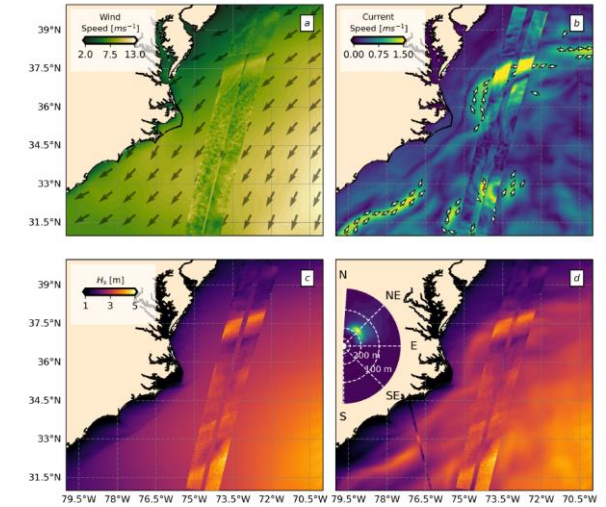 Wind
Speed [ms⁻¹]
2.0 7.5 13.0
a
39°N
37.5°N
36°N
34.5°N
33°N
31.5°N
Current
Speed [ms⁻¹]
0.00 0.75 1.50
b
Hₛ [m]
1 3 5
c
39°N
37.5°N
36°N
34.5°N
33°N
31.5°N
79.5°W 78°W 76.5°W 75°W 73.5°W 72°W 70.5°W
d
N
NE
E
200 m
100 m
SE
S
79.5°W 78°W 76.5°W 75°W 73.5°W 72°W 70.5°W